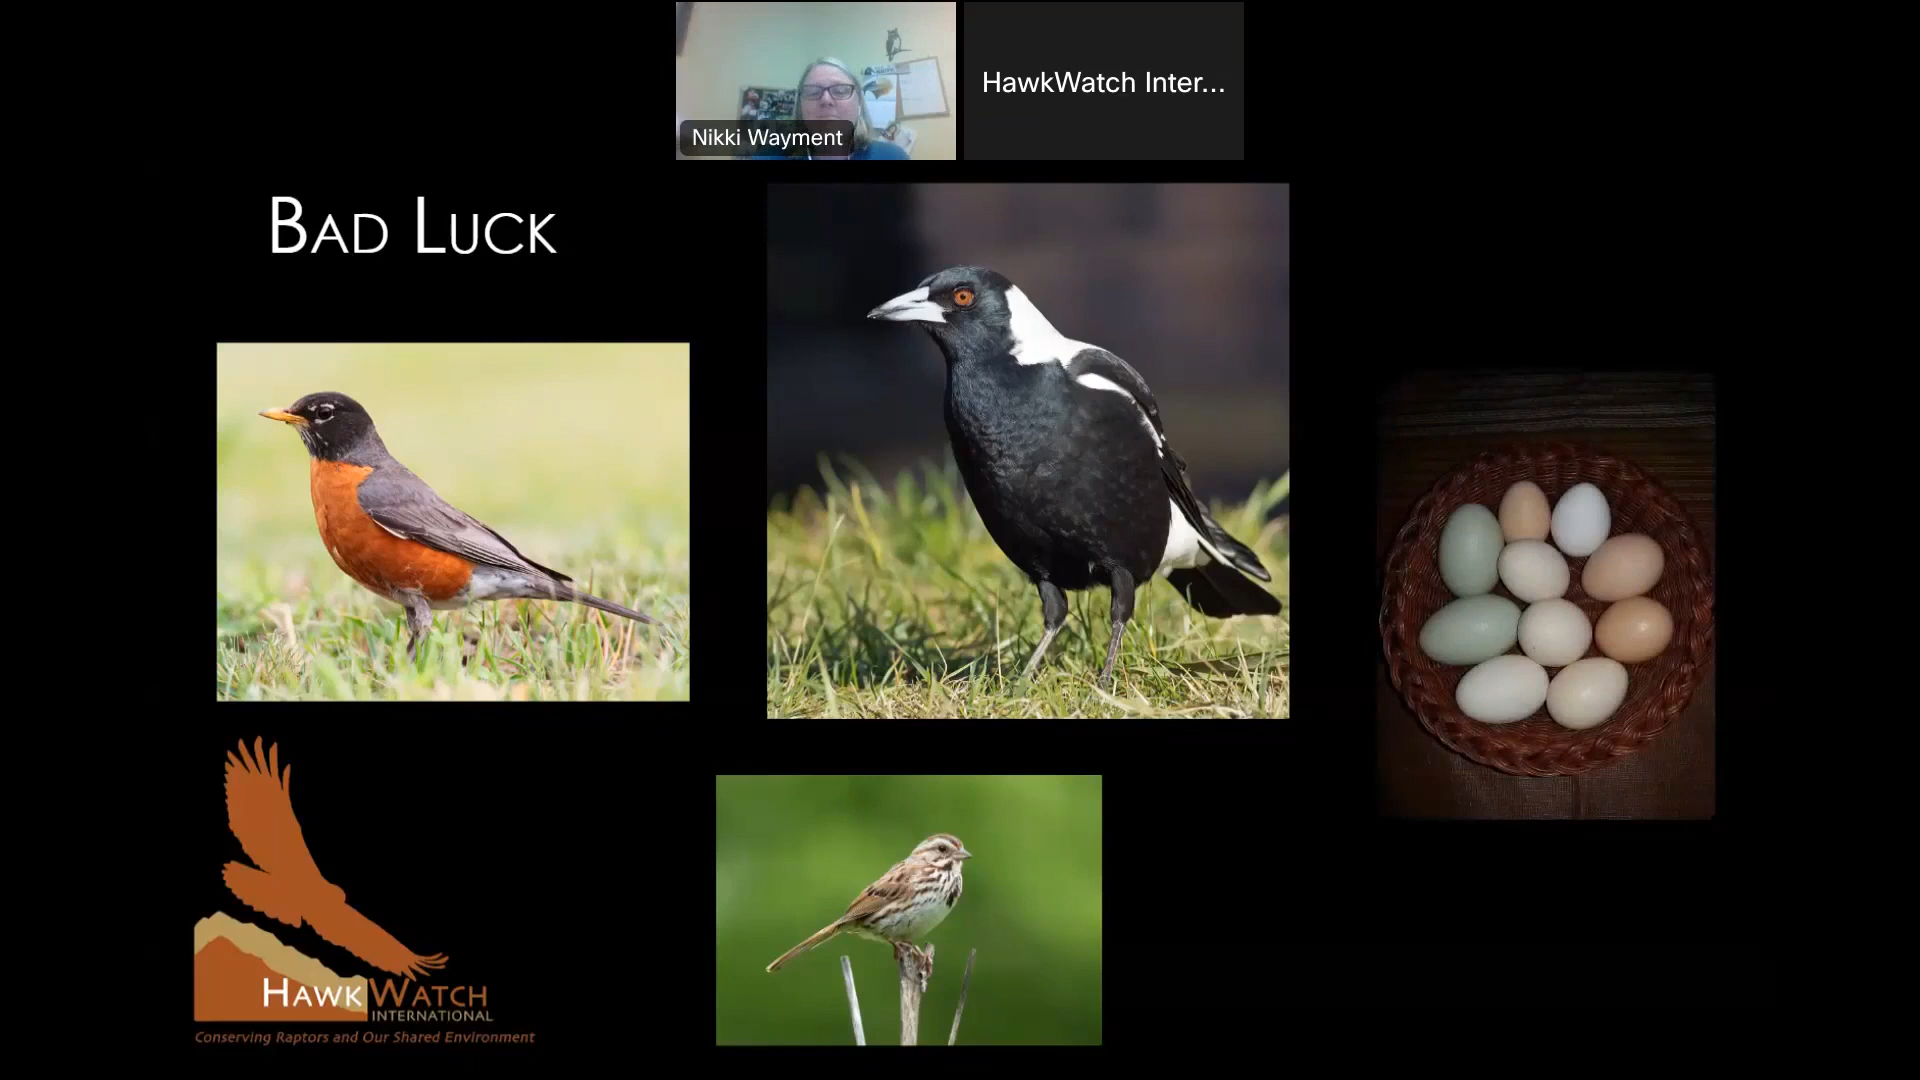 Nikki Wayment
HawkWatch Inter...
BAD LUCK
HAWKWATCH
INTERNATIONAL
Conserving Raptors and Our Shared Environment